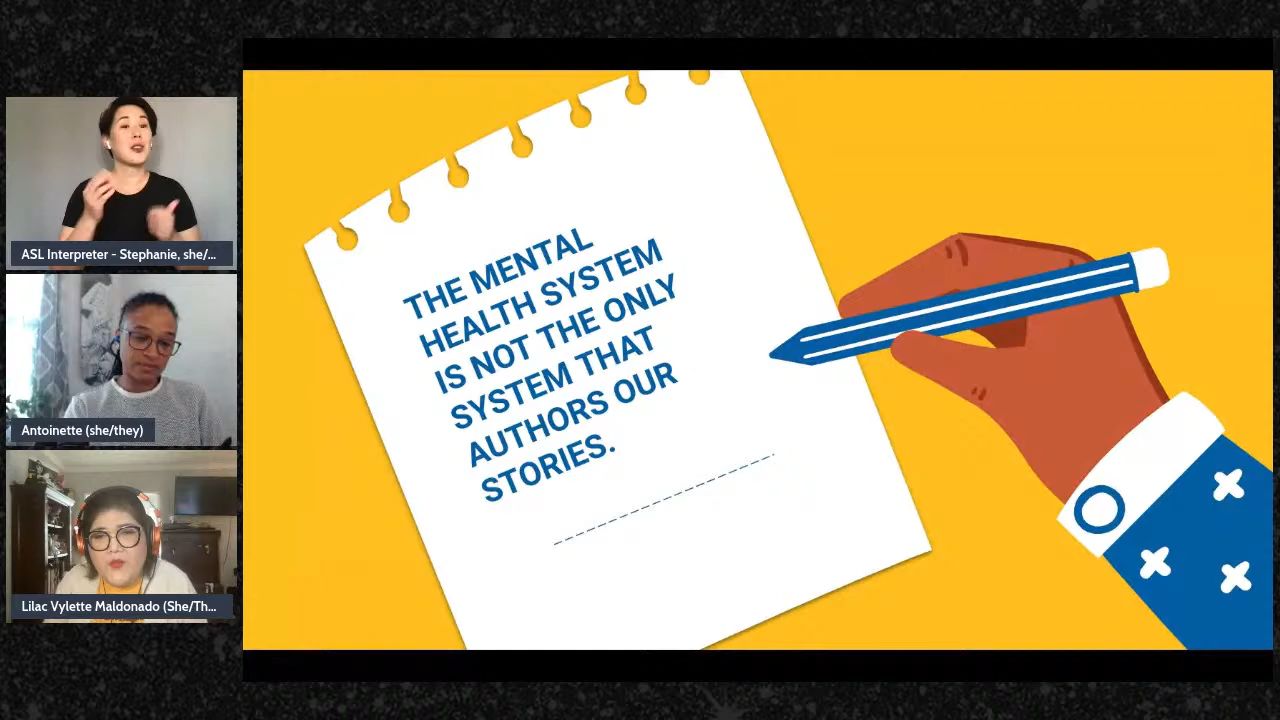 ASL Interpreter - Stephanie, she/...
Antoinette (she/they)
Lilac Vylette Maldonado (She/Th...
THE MENTAL
HEALTH SYSTEM
IS NOT THE ONLY
SYSTEM THAT
AUTHORS OUR
STORIES.